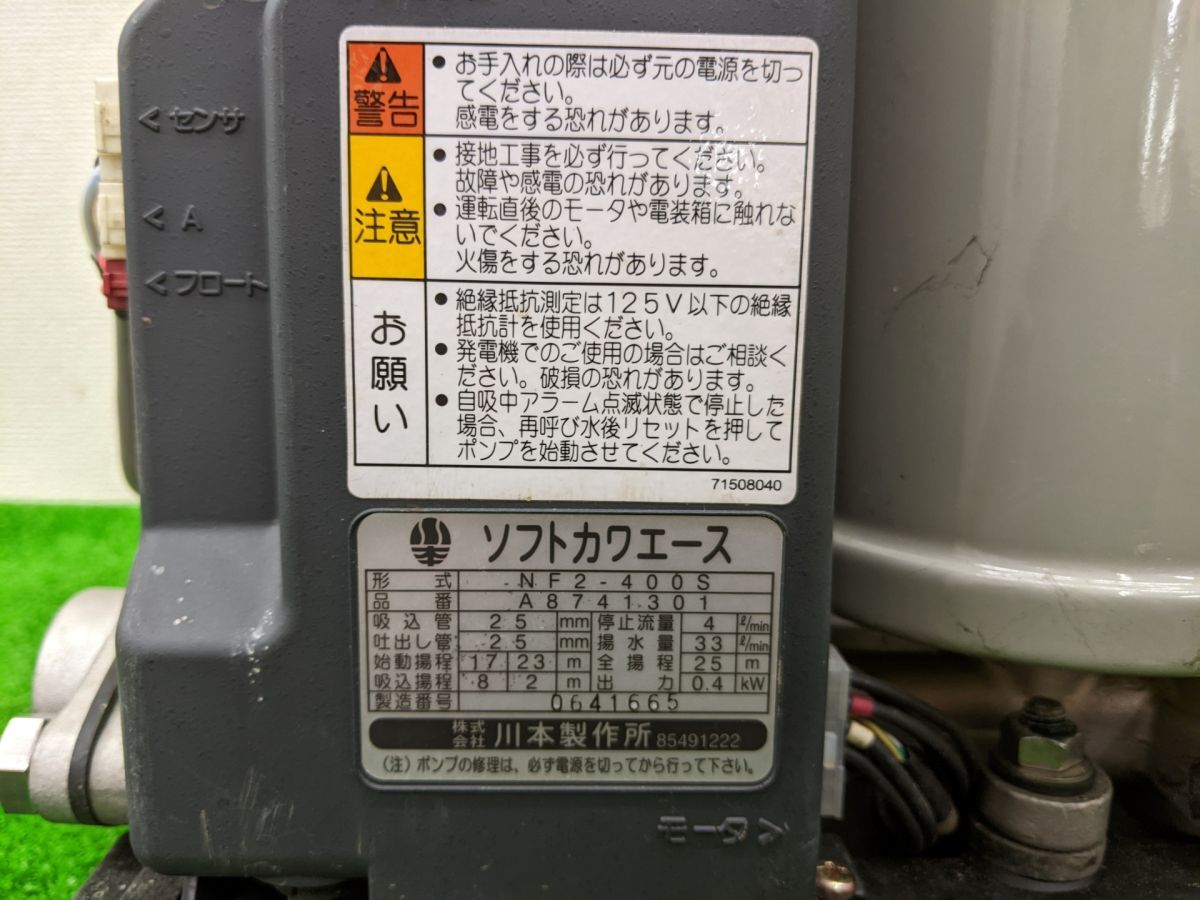 < センサ
< A
< フロート
警告
・お手入れの際は必ず元の電源を切っ
てください。
感電をする恐れがあります。
注意
・接地工事を必ず行ってください。
故障や感電の恐れがあります。
・運転直後のモータや電装箱に触れな
いでください。
火傷をする恐れがあります。
お願い
・絶縁抵抗測定は125V以下の絶縁
抵抗計を使用ください。
・発電機でのご使用の場合はご相談く
ださい。破損の恐れがあります。
・自吸中アラーム点滅状態で停止した
場合、再呼び水後リセットを押して
ポンプを始動させてください。
71508040
ソフトカワエース
形式 NF2-400S
品番 A8741301
吸込管 25 mm 停止流量 4 ℓ/min
吐出し管 25 mm 揚水量 33 ℓ/min
始動揚程 17 23 m 全揚程 25 m
吸込揚程 8 2 m 出力 0.4 kW
製造番号 0641665
株式会社 川本製作所 85491222
(注) ポンプの修理は、必ず電源を切ってから行って下さい。
モータ >